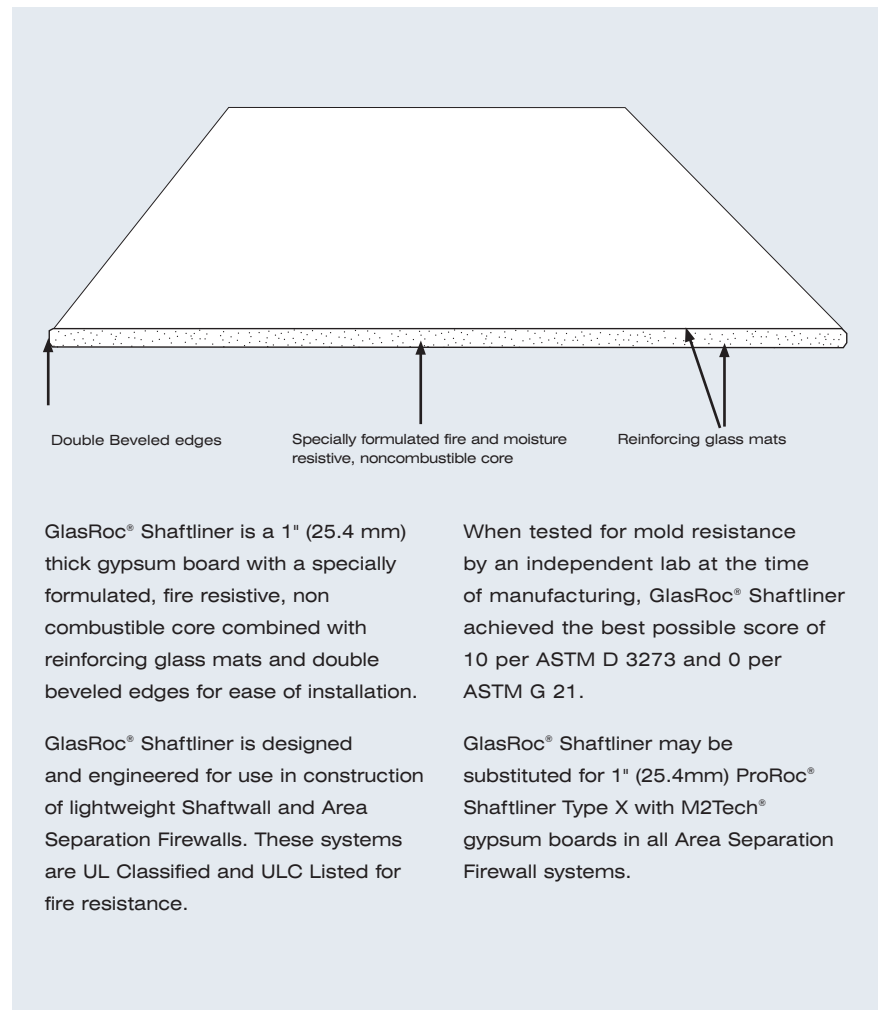 Double Beveled edges
Specially formulated fire and moisture
resistive, noncombustible core
Reinforcing glass mats
GlasRoc® Shaftliner is a 1" (25.4 mm)
thick gypsum board with a specially
formulated, fire resistive, non
combustible core combined with
reinforcing glass mats and double
beveled edges for ease of installation.
GlasRoc® Shaftliner is designed
and engineered for use in construction
of lightweight Shaftwall and Area
Separation Firewalls. These systems
are UL Classified and ULC Listed for
fire resistance.
When tested for mold resistance
by an independent lab at the time
of manufacturing, GlasRoc® Shaftliner
achieved the best possible score of
10 per ASTM D 3273 and 0 per
ASTM G 21.
GlasRoc® Shaftliner may be
substituted for 1" (25.4mm) ProRoc®
Shaftliner Type X with M2Tech®
gypsum boards in all Area Separation
Firewall systems.